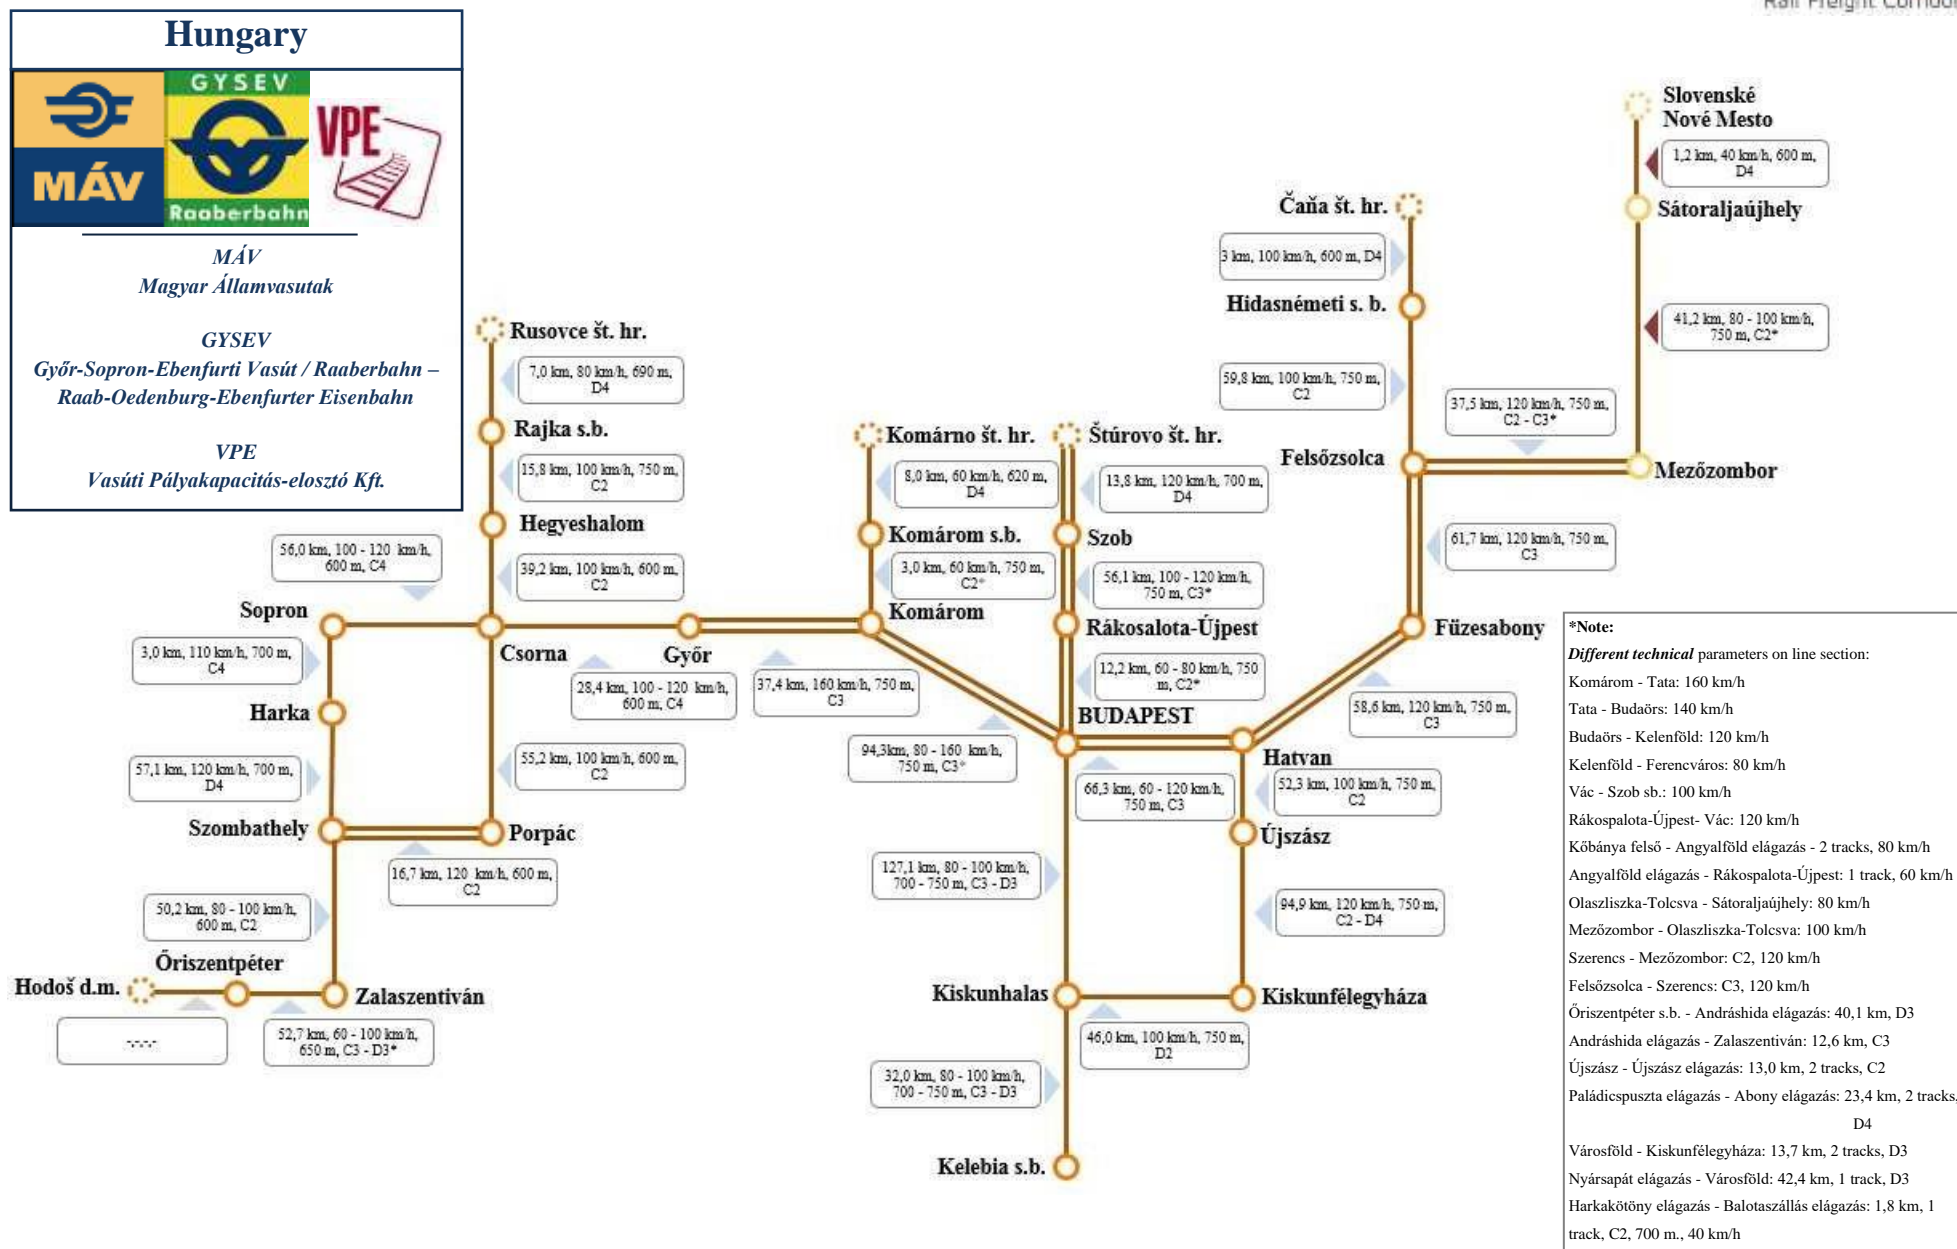 Rail Freight Corridor
Hungary
MÁV
GYSEV
Raaberbahn
VPE
MÁV
Magyar Államvasutak
GYSEV
Győr-Sopron-Ebenfurti Vasút / Raaberbahn –
Raab-Oedenburg-Ebenfurter Eisenbahn
VPE
Vasúti Pályakapacitás-elosztó Kft.
Slovenské
Nové Mesto
1,2 km, 40 km/h, 600 m,
D4
Sátoraljaújhely
Čaňa št. hr.
3 km, 100 km/h, 600 m, D4
Hidasnémeti s. b.
41,2 km, 80 - 100 km/h,
750 m, C2*
Rusovce št. hr.
7,0 km, 80 km/h, 690 m,
D4
59,8 km, 100 km/h, 750 m,
C2
37,5 km, 120 km/h, 750 m,
C2 - C3*
Rajka s.b.
Komárno št. hr.
Štúrovo št. hr.
Felsőzsolca
Mezőzombor
15,8 km, 100 km/h, 750 m,
C2
8,0 km, 60 km/h, 620 m,
D4
13,8 km, 120 km/h, 700 m,
D4
Hegyeshalom
Komárom s.b.
Szob
56,0 km, 100 - 120 km/h,
600 m, C4
61,7 km, 120 km/h, 750 m,
C3
39,2 km, 100 km/h, 600 m,
C2
3,0 km, 60 km/h, 750 m,
C2*
56,1 km, 100 - 120 km/h,
750 m, C3*
Sopron
Komárom
Rákosalota-Újpest
Füzesabony
Csorna
Győr
3,0 km, 110 km/h, 700 m,
C4
28,4 km, 100 - 120 km/h,
600 m, C4
37,4 km, 160 km/h, 750 m,
C3
12,2 km, 60 - 80 km/h, 750
m, C2*
Harka
BUDAPEST
58,6 km, 120 km/h, 750 m,
C3
94,3km, 80 - 160 km/h,
750 m, C3*
Hatvan
57,1 km, 120 km/h, 700 m,
D4
55,2 km, 100 km/h, 600 m,
C2
66,3 km, 60 - 120 km/h,
750 m, C3
52,3 km, 100 km/h, 750 m,
C2
Szombathely
Porpác
Újszász
16,7 km, 120 km/h, 600 m,
C2
127,1 km, 80 - 100 km/h,
700 - 750 m, C3 - D3
50,2 km, 80 - 100 km/h,
600 m, C2
94,9 km, 120 km/h, 750 m,
C2 - D4
Őriszentpéter
Hodoš d.m.
Zalaszentiván
Kiskunhalas
Kiskunfélegyháza
-.-.-.-
52,7 km, 60 - 100 km/h,
650 m, C3 - D3*
46,0 km, 100 km/h, 750 m,
D2
32,0 km, 80 - 100 km/h,
700 - 750 m, C3 - D3
Kelebia s.b.
*Note:
Different technical parameters on line section:
Komárom - Tata: 160 km/h
Tata - Budaörs: 140 km/h
Budaörs - Kelenföld: 120 km/h
Kelenföld - Ferencváros: 80 km/h
Vác - Szob sb.: 100 km/h
Rákospalota-Újpest- Vác: 120 km/h
Kőbánya felső - Angyalföld elágazás - 2 tracks, 80 km/h
Angyalföld elágazás - Rákospalota-Újpest: 1 track, 60 km/h
Olaszliszka-Tolcsva - Sátoraljaújhely: 80 km/h
Mezőzombor - Olaszliszka-Tolcsva: 100 km/h
Szerencs - Mezőzombor: C2, 120 km/h
Felsőzsolca - Szerencs: C3, 120 km/h
Őriszentpéter s.b. - Andráshida elágazás: 40,1 km, D3
Andráshida elágazás - Zalaszentiván: 12,6 km, C3
Újszász - Újszász elágazás: 13,0 km, 2 tracks, C2
Paládicspuszta elágazás - Abony elágazás: 23,4 km, 2 tracks,
D4
Városföld - Kiskunfélegyháza: 13,7 km, 2 tracks, D3
Nyársapát elágazás - Városföld: 42,4 km, 1 track, D3
Harkakötöny elágazás - Balotaszállás elágazás: 1,8 km, 1
track, C2, 700 m., 40 km/h